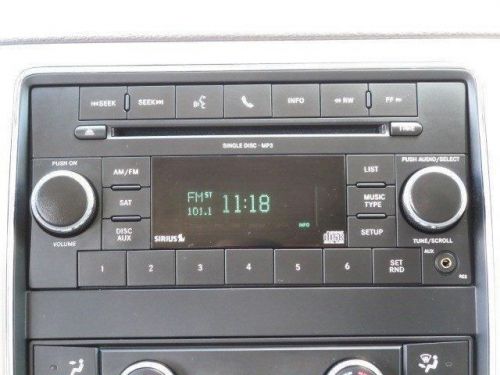 SEEK SEEK INFO RW FF
SINGLE DISC - MP3 TIME
PUSH ON AM/FM LIST PUSH AUDIO/SELECT
SAT FM ST 101.1 11:18 MUSIC TYPE
DISC AUX SIRIUS INFO SETUP
VOLUME TUNE/SCROLL
1 2 3 4 5 6 SET RND AUX
RES